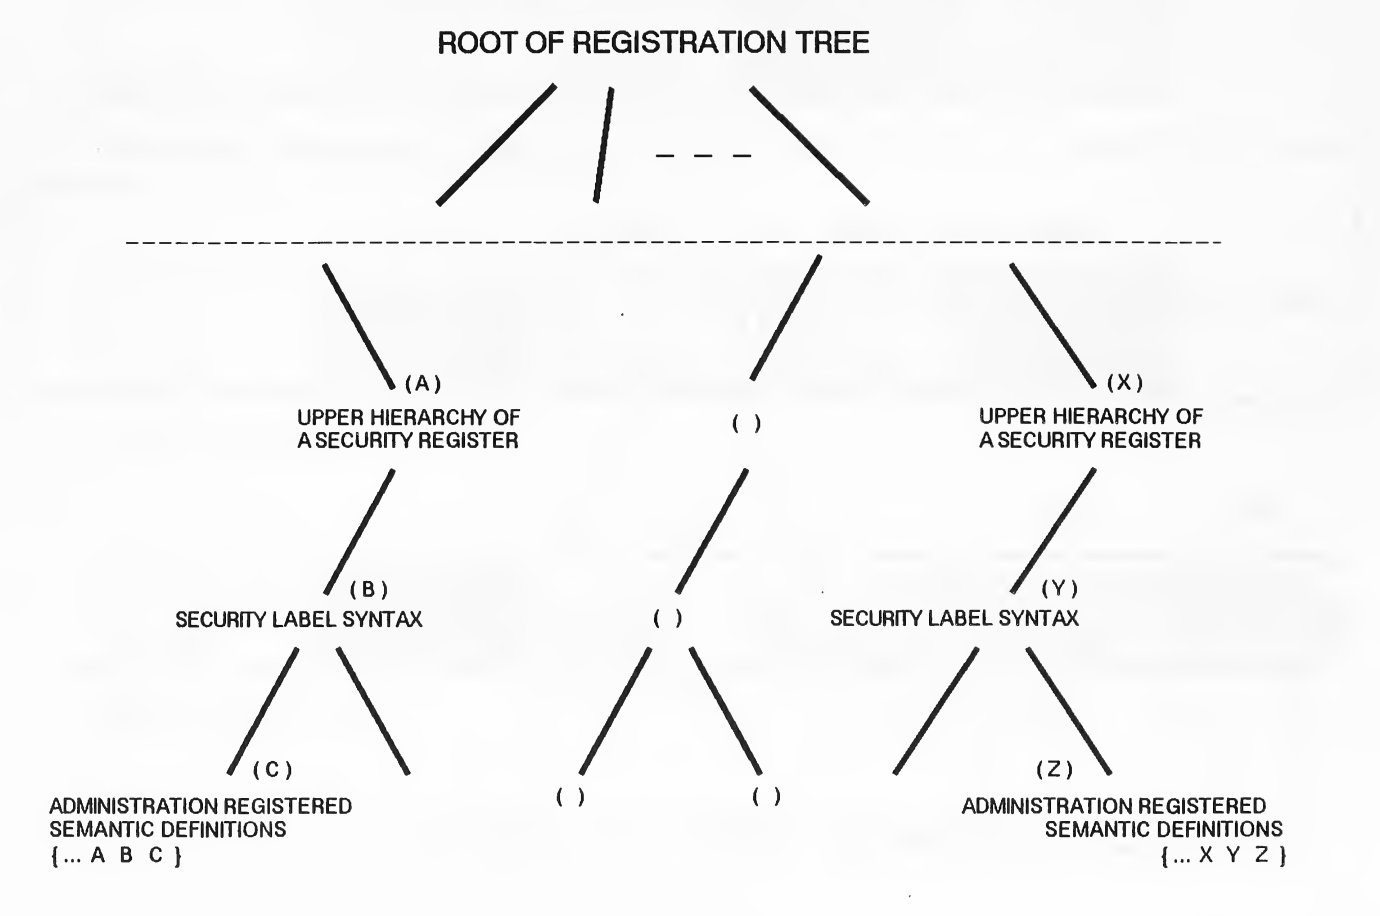 ROOT OF REGISTRATION TREE
(A)
UPPER HIERARCHY OF
A SECURITY REGISTER
( )
(X)
UPPER HIERARCHY OF
A SECURITY REGISTER
(B)
SECURITY LABEL SYNTAX
( )
(Y)
SECURITY LABEL SYNTAX
(C)
ADMINISTRATION REGISTERED
SEMANTIC DEFINITIONS
{... A B C }
( )
( )
(Z)
ADMINISTRATION REGISTERED
SEMANTIC DEFINITIONS
{... X Y Z }